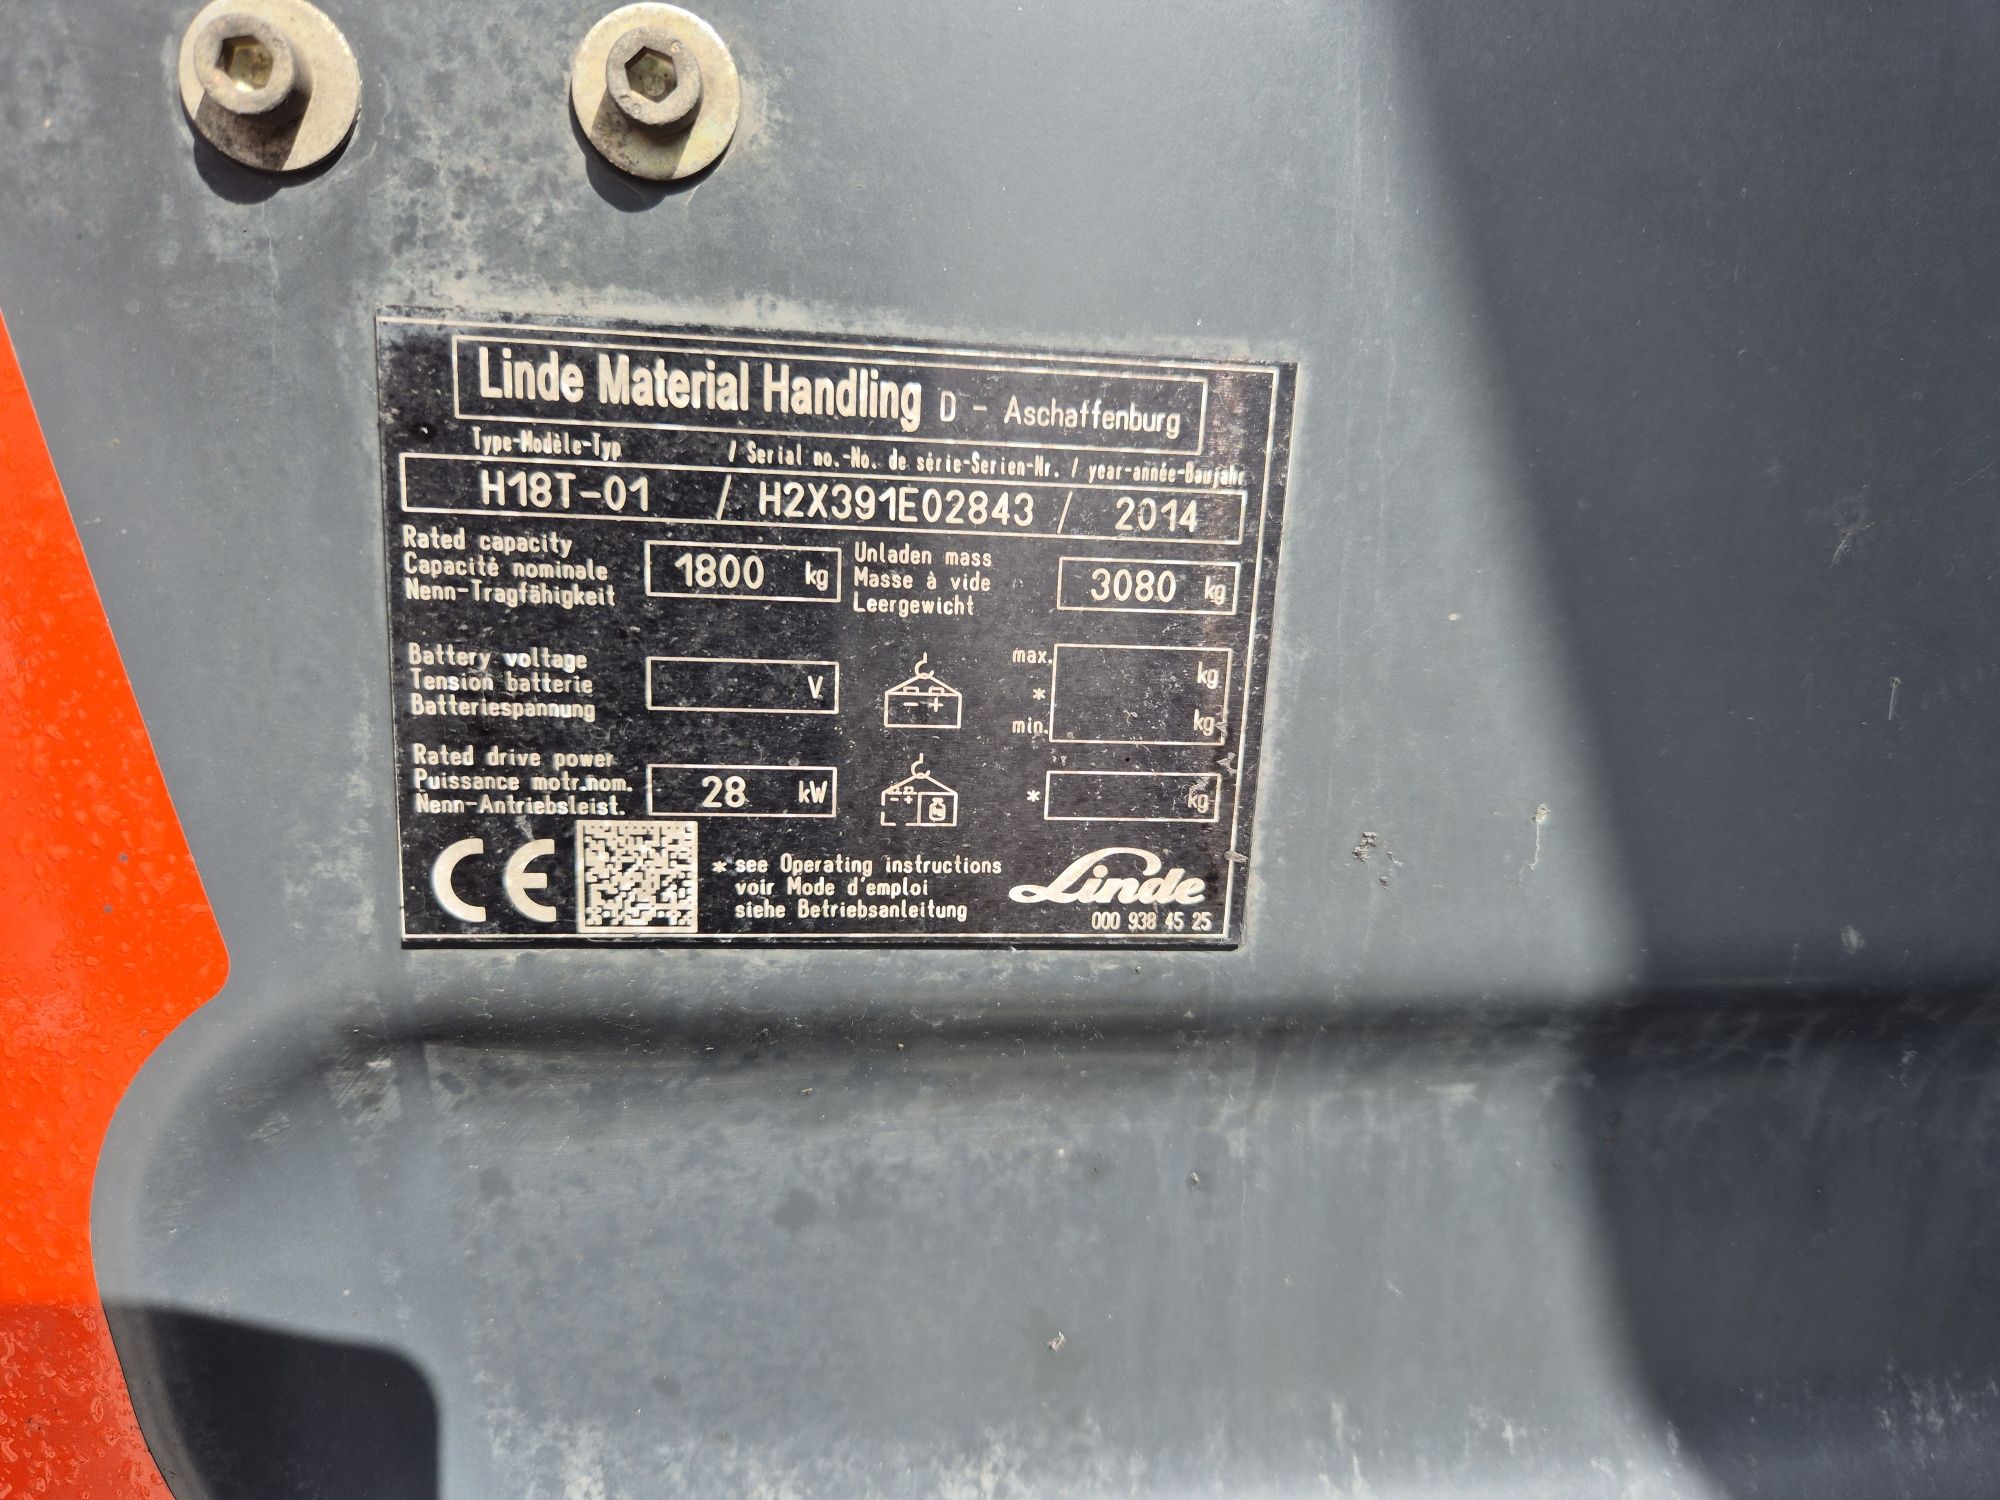 Linde Material Handling D - Aschaffenburg
Type-Modèle-Typ / Serial no.-No. de série-Serien-Nr. / year-année-Baujahr
H18T-01 / H2X391E02843 / 2014
Rated capacity
Capacité nominale
Nenn-Tragfähigkeit
1800 kg
Unladen mass
Masse à vide
Leergewicht
3080 kg
Battery voltage
Tension batterie
Batteriespannung
V
- +
max. kg
*
min. kg
Rated drive power
Puissance motr.nom.
Nenn-Antriebsleist.
28 kW
- +
* kg
CE
* see Operating instructions
voir Mode d'emploi
siehe Betriebsanleitung
Linde
000 938 45 25